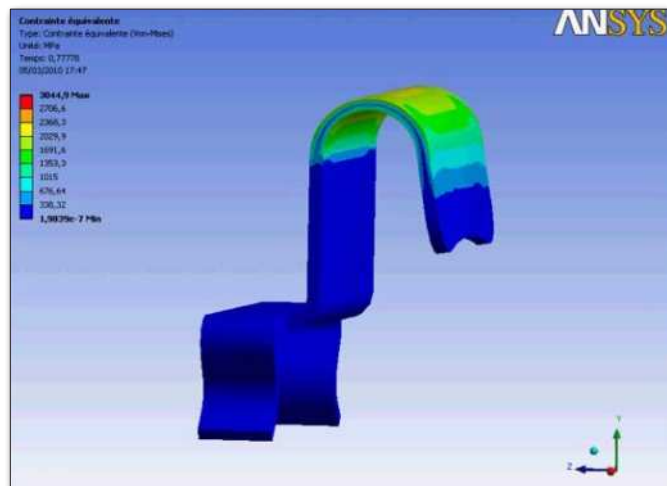 Contrainte équivalente
Type: Contrainte équivalente (Von-Mises)
Unité: MPa
Temps: 0,77778
05/03/2010 17:47
3044,9 Max
2706,6
2368,3
2029,9
1691,6
1353,3
1015
676,64
338,32
1,9839e-7 Min
ANSYS
Y
Z